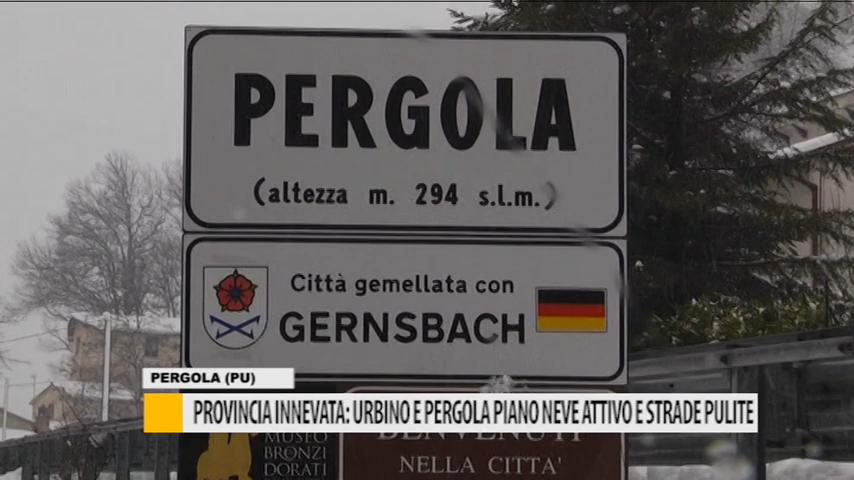 PERGOLA
(altezza m. 294 s.l.m.)
Città gemellata con
GERNSBACH
PERGOLA (PU)
PROVINCIA INNEVATA: URBINO E PERGOLA PIANO NEVE ATTIVO E STRADE PULITE
MUSEO
BRONZI
DORATI
BENVENUTI
NELLA CITTÀ